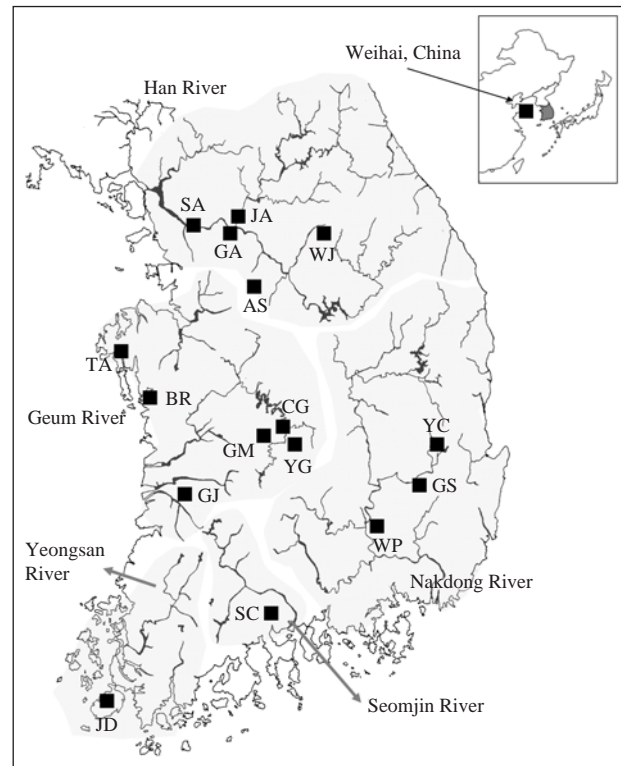 Weihai, China
Han River
SA
JA
GA
WJ
AS
TA
BR
Geum River
CG
YC
GM
YG
GS
GJ
WP
Yeongsan
River
Nakdong River
SC
Seomjin River
JD